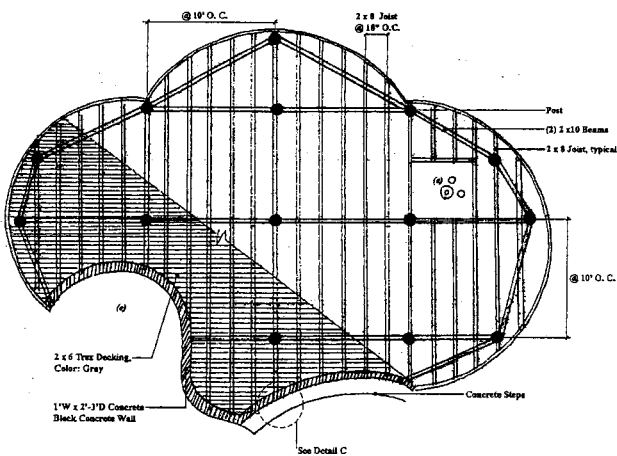 @ 10' O. C.
2 x 8 Joist
@ 16" O.C.
Post
(2) 2 x10 Beams
2 x 8 Joist, typical
(e)
@ 10' O. C.
(e)
2 x 6 Trex Decking,
Color: Gray
1'W x 2'-3'D Concrete
Block Concrete Wall
Concrete Steps
See Detail C